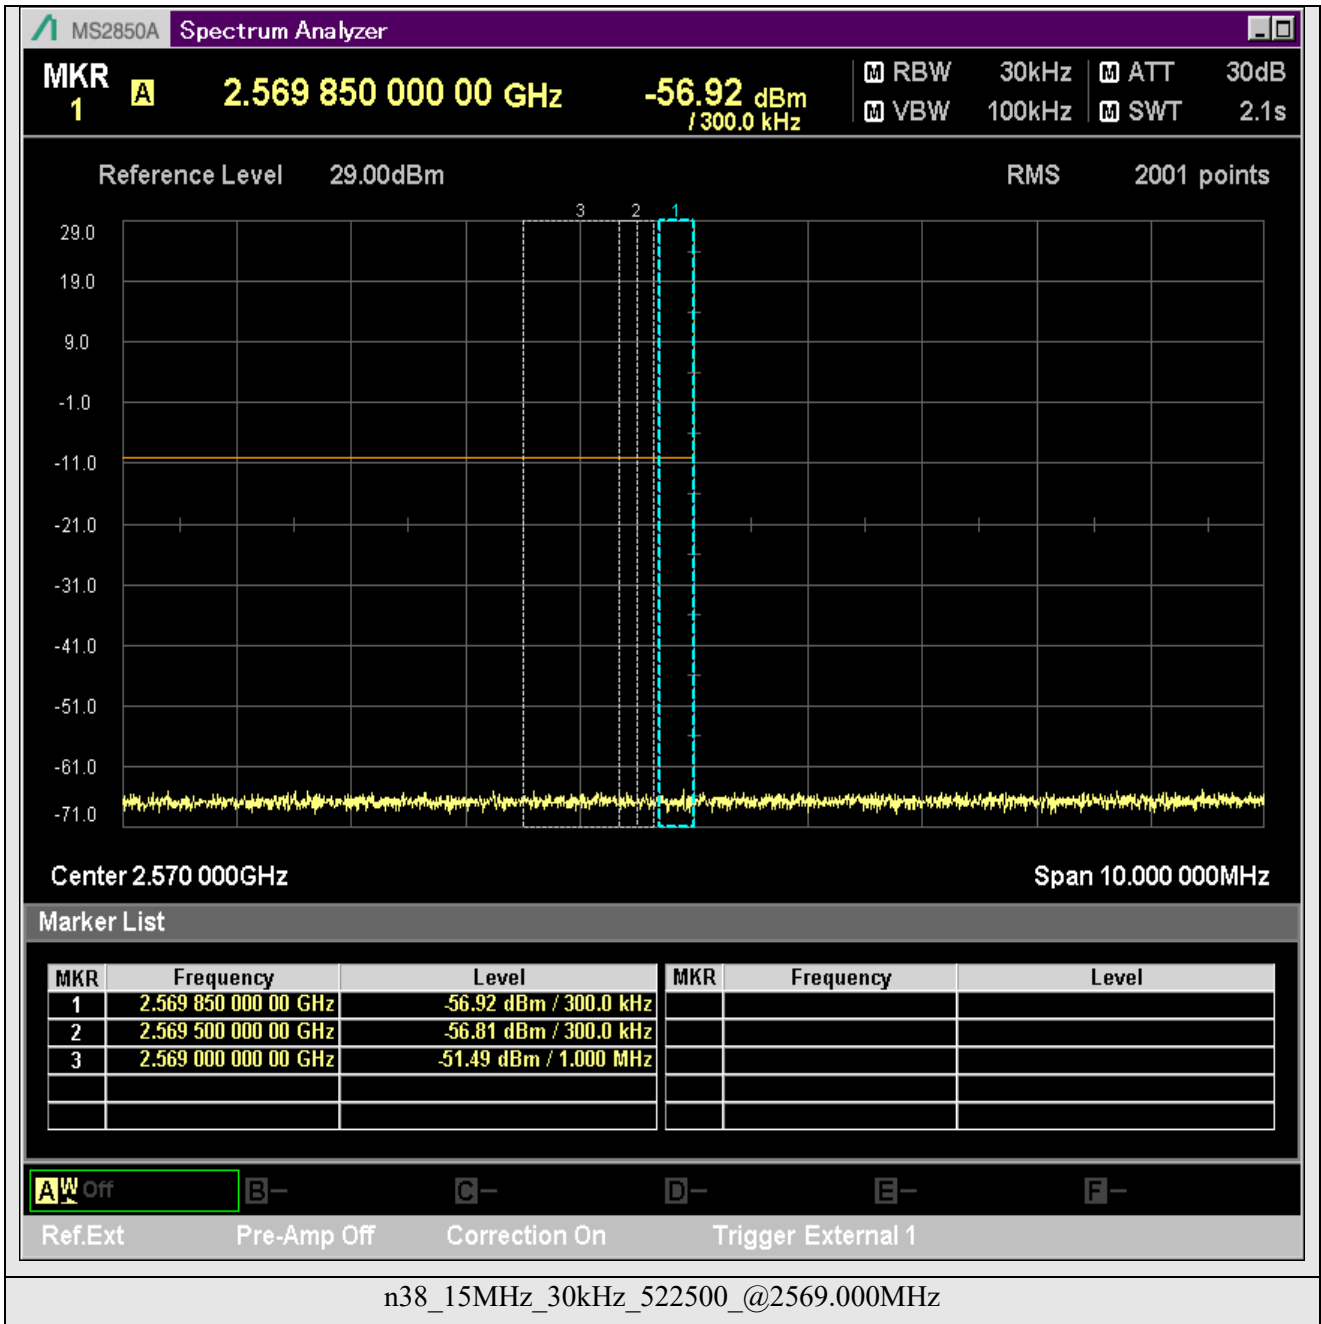 MS2850A Spectrum Analyzer
MKR 1 A 2.569 850 000 00 GHz -56.92 dBm / 300.0 kHz
M RBW 30kHz M ATT 30dB
M VBW 100kHz M SWT 2.1s
Reference Level 29.00dBm RMS 2001 points
3 2 1
29.0
19.0
9.0
-1.0
-11.0
-21.0
-31.0
-41.0
-51.0
-61.0
-71.0
Center 2.570 000GHz Span 10.000 000MHz
Marker List
MKR Frequency Level MKR Frequency Level
1 2.569 850 000 00 GHz -56.92 dBm / 300.0 kHz
2 2.569 500 000 00 GHz -56.81 dBm / 300.0 kHz
3 2.569 000 000 00 GHz -51.49 dBm / 1.000 MHz
A W Off B - C - D - E - F -
Ref.Ext Pre-Amp Off Correction On Trigger External 1
n38_15MHz_30kHz_522500_@2569.000MHz